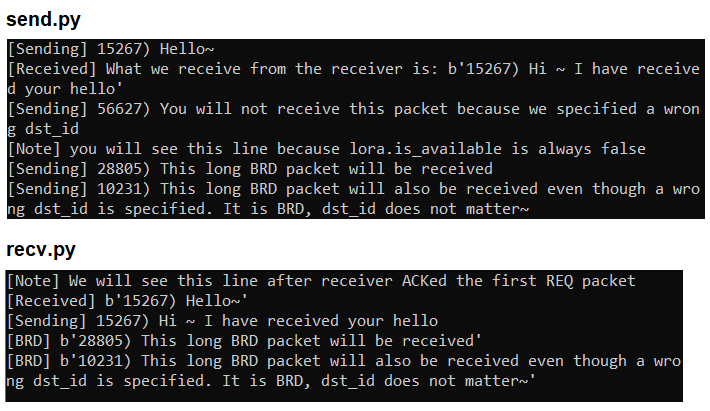 send.py
[Sending] 15267) Hello~
[Received] What we receive from the receiver is: b'15267) Hi ~ I have receive
d your hello'
[Sending] 56627) You will not receive this packet because we specified a wron
g dst_id
[Note] you will see this line because lora.is_available is always false
[Sending] 28805) This long BRD packet will be received
[Sending] 10231) This long BRD packet will also be received even though a wro
ng dst_id is specified. It is BRD, dst_id does not matter~
recv.py
[Note] We will see this line after receiver ACKed the first REQ packet
[Received] b'15267) Hello~'
[Sending] 15267) Hi ~ I have received your hello
[BRD] b'28805) This long BRD packet will be received'
[BRD] b'10231) This long BRD packet will also be received even though a wro
ng dst_id is specified. It is BRD, dst_id does not matter~'